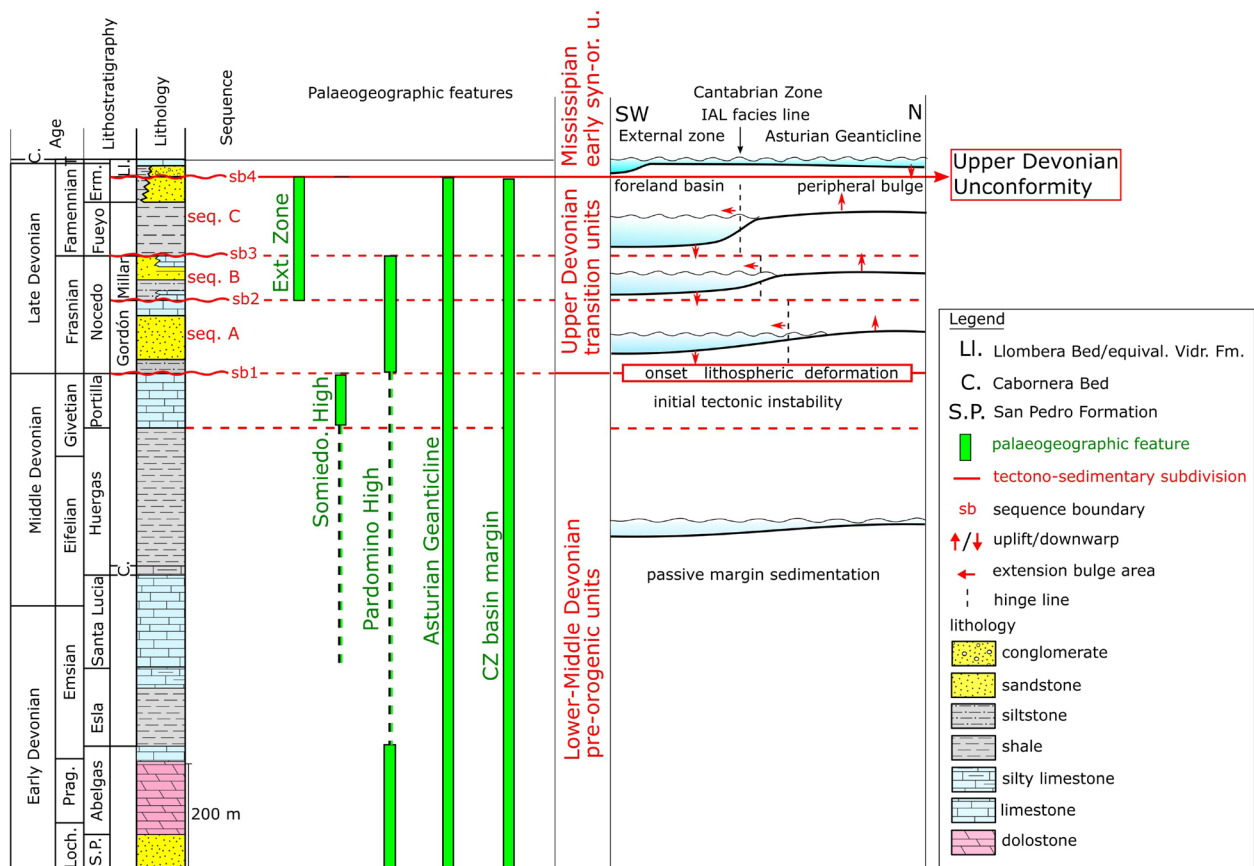 Age
Lithostratigraphy
Lithology
Sequence
Palaeogeographic features
Mississipian
early syn-or. u.
Cantabrian Zone
SW
IAL facies line
N
External zone
Asturian Geanticline
C.
T
Ll.
Late Devonian
Famennian
Erm.
Fueyo
Frasnian
Nocedo
Millar
Gordón
Middle Devonian
Givetian
Portilla
Eifelian
Huergas
C.
Early Devonian
Emsian
Santa Lucia
Esla
Prag.
Abelgas
Loch.
S.P.
200 m
sb4
seq. C
sb3
seq. B
sb2
seq. A
sb1
Ext. Zone
Somiedo. High
Pardomino High
Asturian Geanticline
CZ basin margin
Upper Devonian
transition units
Lower-Middle Devonian
pre-orogenic units
foreland basin
peripheral bulge
Upper Devonian
Unconformity
onset lithospheric deformation
initial tectonic instability
passive margin sedimentation
Legend
Ll. Llombera Bed/equival. Vidr. Fm.
C. Cabornera Bed
S.P. San Pedro Formation
palaeogeographic feature
tectono-sedimentary subdivision
sb sequence boundary
/ uplift/downwarp
extension bulge area
hinge line
lithology
conglomerate
sandstone
siltstone
shale
silty limestone
limestone
dolostone